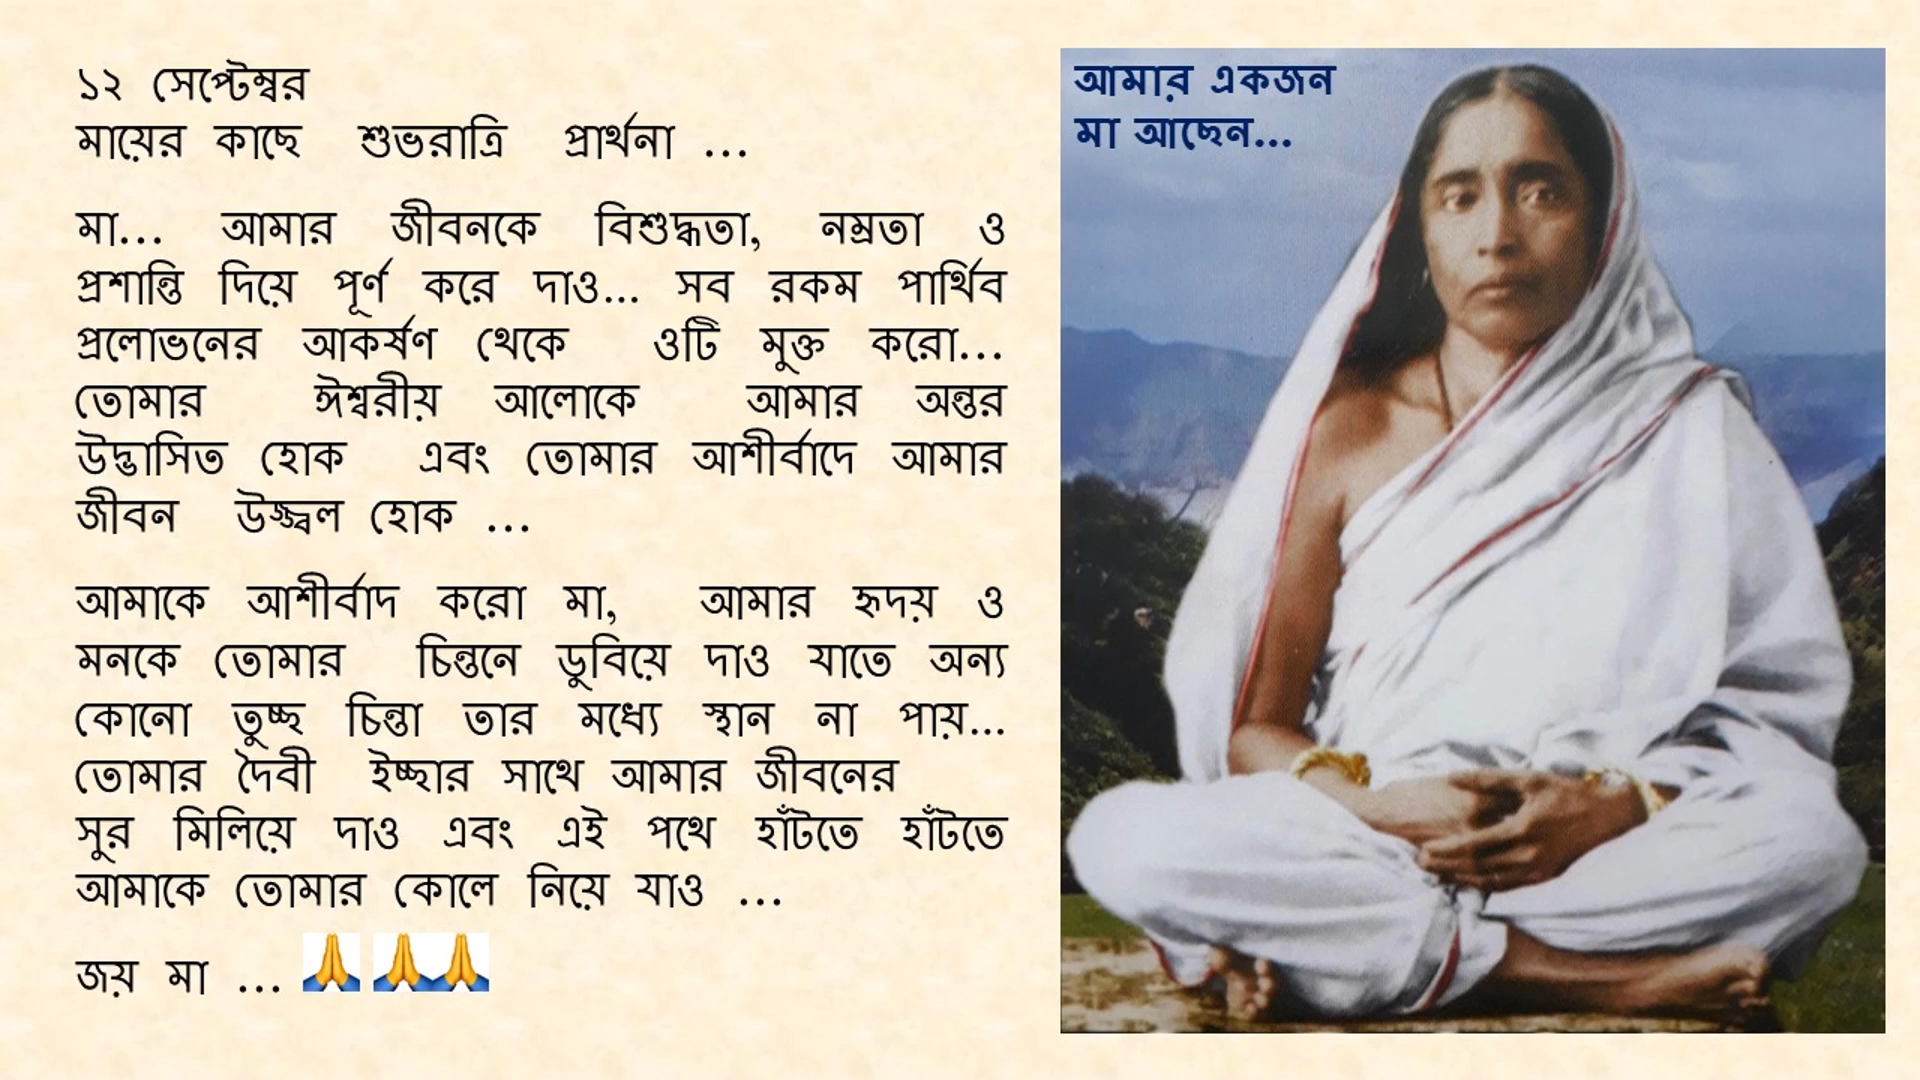 ১২ সেপ্টেম্বর
মায়ের কাছে শুভরাত্রি প্রার্থনা ...
মা... আমার জীবনকে বিশুদ্ধতা, নম্রতা ও
প্রশান্তি দিয়ে পূর্ণ করে দাও... সব রকম পার্থিব
প্রলোভনের আকর্ষণ থেকে ওটি মুক্ত করো...
তোমার ঈশ্বরীয় আলোকে আমার অন্তর
উদ্ভাসিত হোক এবং তোমার আশীর্বাদে আমার
জীবন উজ্জ্বল হোক ...
আমাকে আশীর্বাদ করো মা, আমার হৃদয় ও
মনকে তোমার চিন্তনে ডুবিয়ে দাও যাতে অন্য
কোনো তুচ্ছ চিন্তা তার মধ্যে স্থান না পায়...
তোমার দৈবী ইচ্ছার সাথে আমার জীবনের
সুর মিলিয়ে দাও এবং এই পথে হাঁটতে হাঁটতে
আমাকে তোমার কোলে নিয়ে যাও ...
জয় মা ... 🙏 🙏🙏
আমার একজন
মা আছেন...